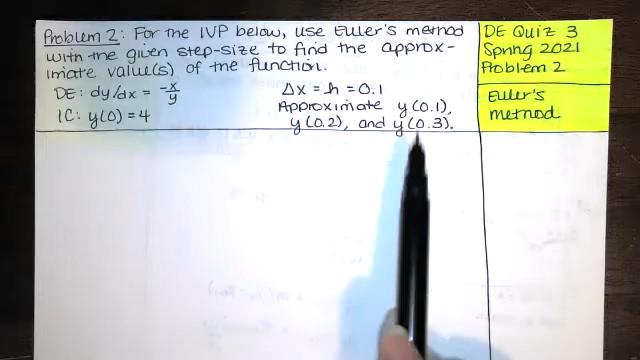 Problem 2: For the IVP below, use Euler's method
with the given step-size to find the approx-
imate value(s) of the function.
DE: dy/dx = -x/y
IC: y(0) = 4
Δx = h = 0.1
Approximate y(0.1),
y(0.2), and y(0.3).
DE Quiz 3
Spring 2021
Problem 2
Euler's
method